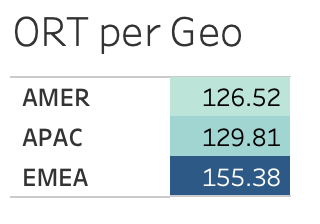 ORT per Geo
AMER 126.52
APAC 129.81
EMEA 155.38